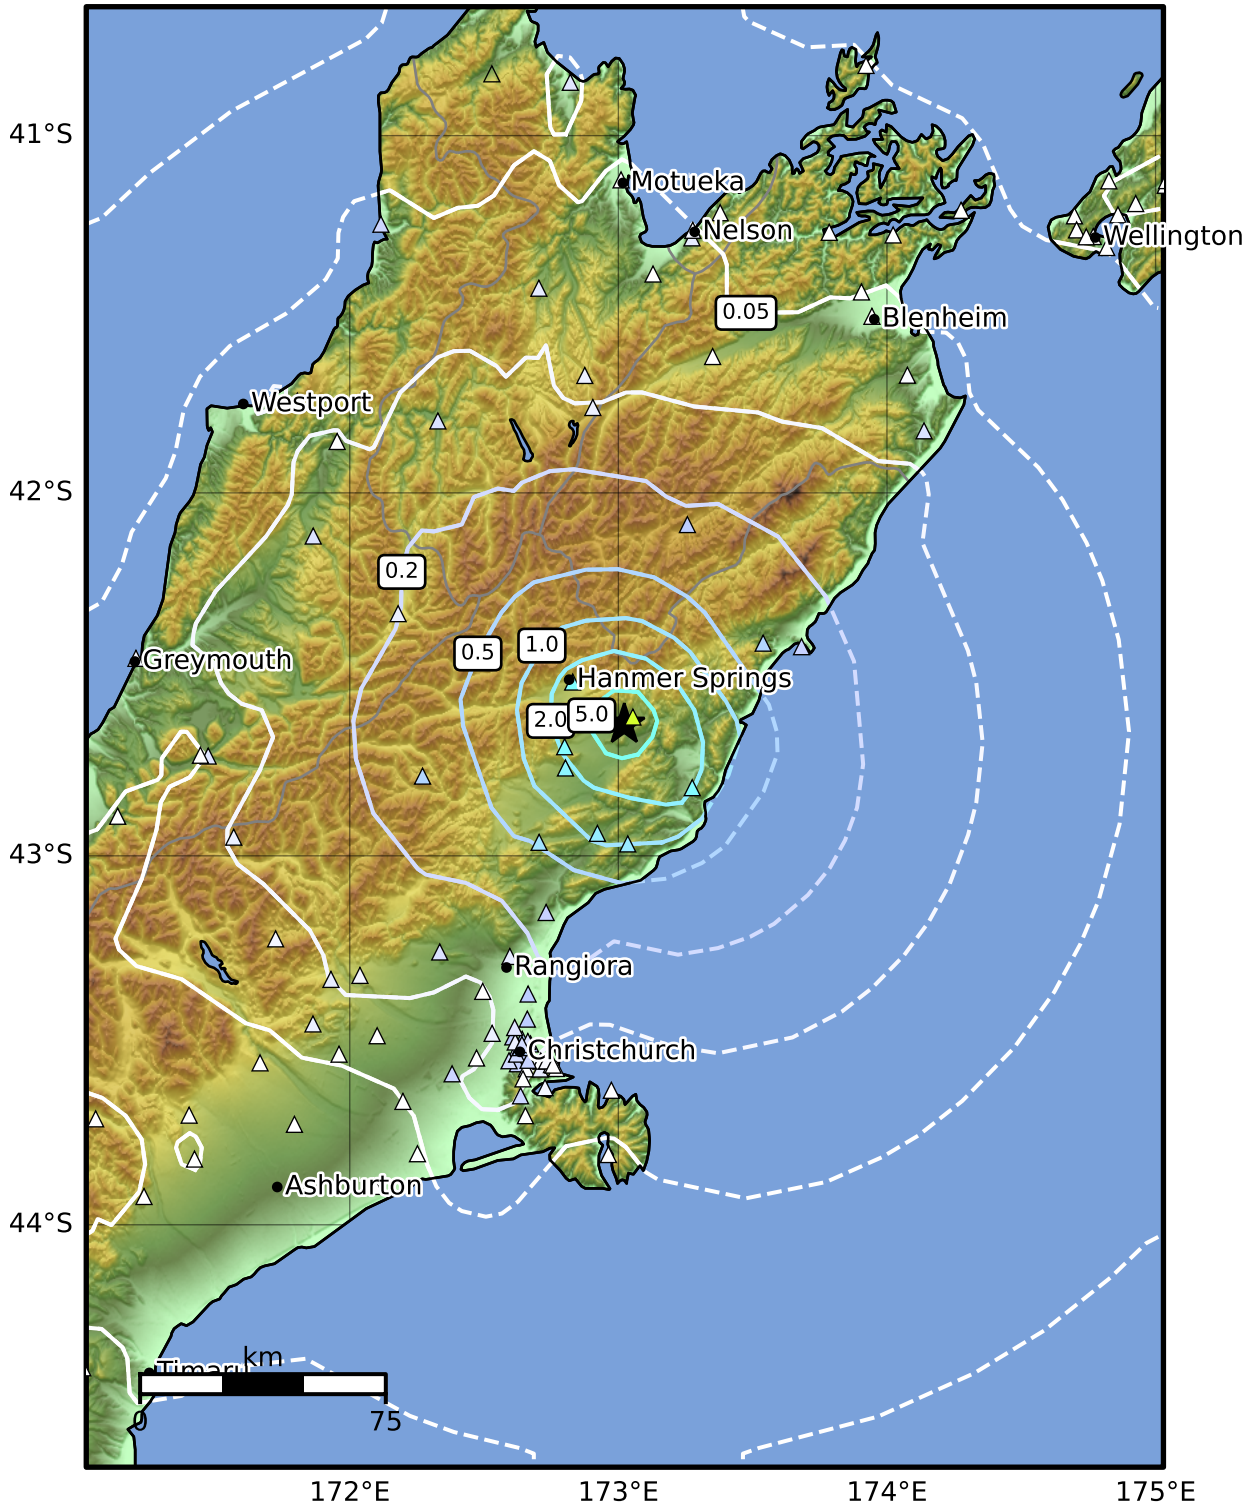 41°S
Motueka
Nelson
Wellington
0.05
Blenheim
Westport
42°S
0.2
1.0
0.5
Greymouth
Hanmer Springs
2.0
5.0
43°S
Rangiora
Christchurch
Ashburton
44°S
km
Timaru
0
75
172°E
173°E
174°E
175°E